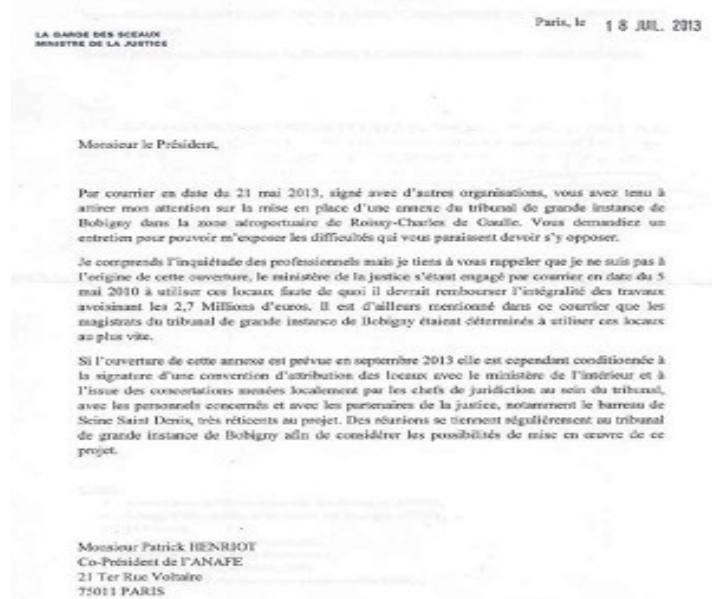 LA GARDE DES SCEAUX
MINISTRE DE LA JUSTICE
Paris, le 18 JUIL. 2013
Monsieur le Président,
Par courrier en date du 21 mai 2013, signé avec d'autres organisations, vous avez tenu à
attirer mon attention sur la mise en place d'une annexe du tribunal de grande instance de
Bobigny dans la zone aéroportuaire de Roissy-Charles de Gaulle. Vous demandiez un
entretien pour pouvoir m'exposer les difficultés qui vous paraissent devoir s'y opposer.
Je comprends l'inquiétude des professionnels mais je tiens à vous rappeler que je ne suis pas à
l'origine de cette ouverture, le ministère de la justice s'étant engagé par courrier en date du 5
mai 2010 à utiliser ces locaux faute de quoi il devrait rembourser l'intégralité des travaux
avoisinant les 2,7 Millions d'euros. Il est d'ailleurs mentionné dans ce courrier que les
magistrats du tribunal de grande instance de Bobigny étaient déterminés à utiliser ces locaux
au plus vite.
Si l'ouverture de cette annexe est prévue en septembre 2013 elle est cependant conditionnée à
la signature d'une convention d'attribution des locaux avec le ministère de l'intérieur et à
l'issue des concertations menées localement par les chefs de juridiction au sein du tribunal,
avec les personnels concernés et avec les partenaires de la justice, notamment le barreau de
Seine Saint Denis, très réticents au projet. Des réunions se tiennent régulièrement au tribunal
de grande instance de Bobigny afin de considérer les possibilités de mise en œuvre de ce
projet.
Monsieur Patrick HENRIOT
Co-Président de l'ANAFE
21 Ter Rue Voltaire
75011 PARIS